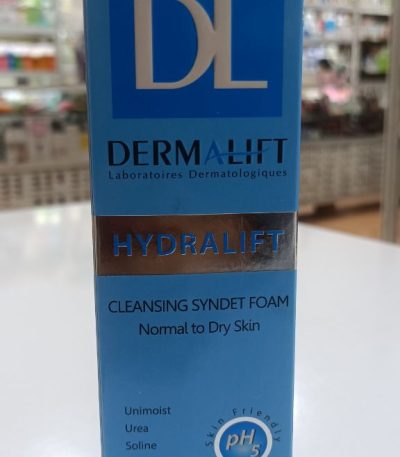 DL
DERMALIFT
Laboratoires Dermatologiques
HYDRALIFT
CLEANSING SYNDET FOAM
Normal to Dry Skin
Unimoist
Urea
Soline
Skin Friendly
pH5